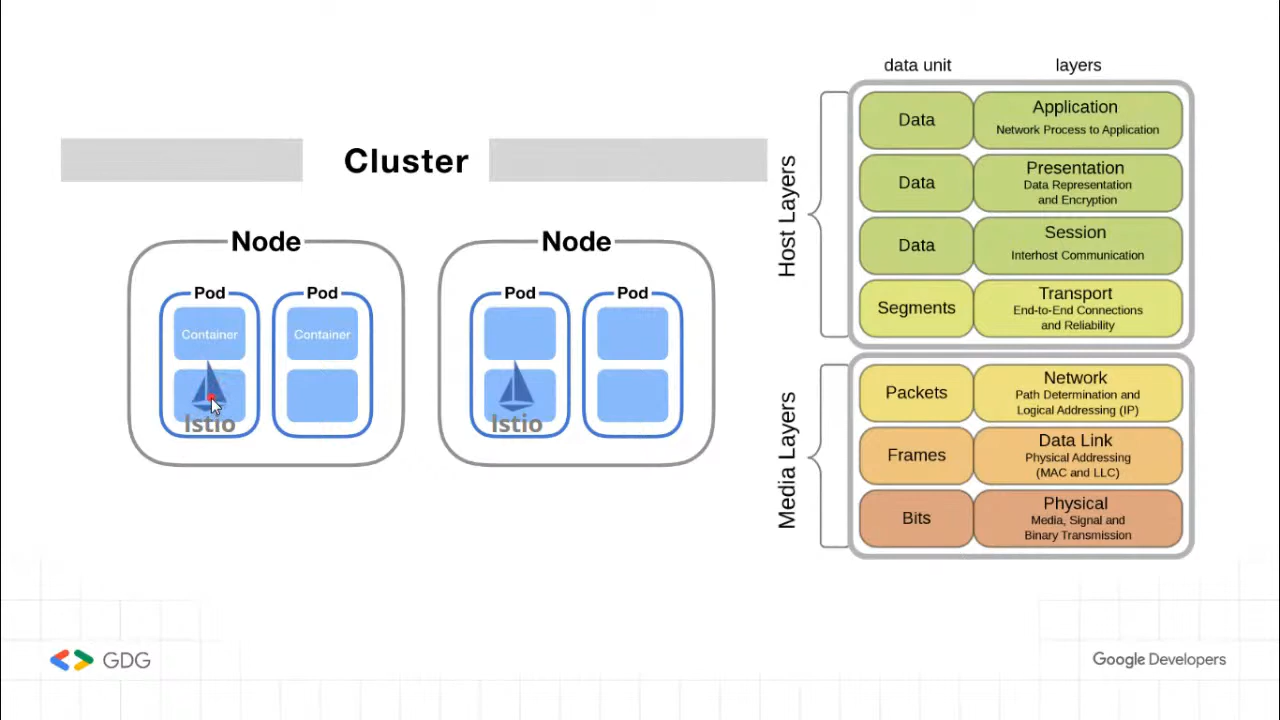 Cluster
Node
Node
Pod
Pod
Pod
Pod
Container
Container
Istio
Istio
data unit
layers
Host Layers
Data
Application
Network Process to Application
Data
Presentation
Data Representation
and Encryption
Data
Session
Interhost Communication
Segments
Transport
End-to-End Connections
and Reliability
Media Layers
Packets
Network
Path Determination and
Logical Addressing (IP)
Frames
Data Link
Physical Addressing
(MAC and LLC)
Bits
Physical
Media, Signal and
Binary Transmission
GDG
Google Developers